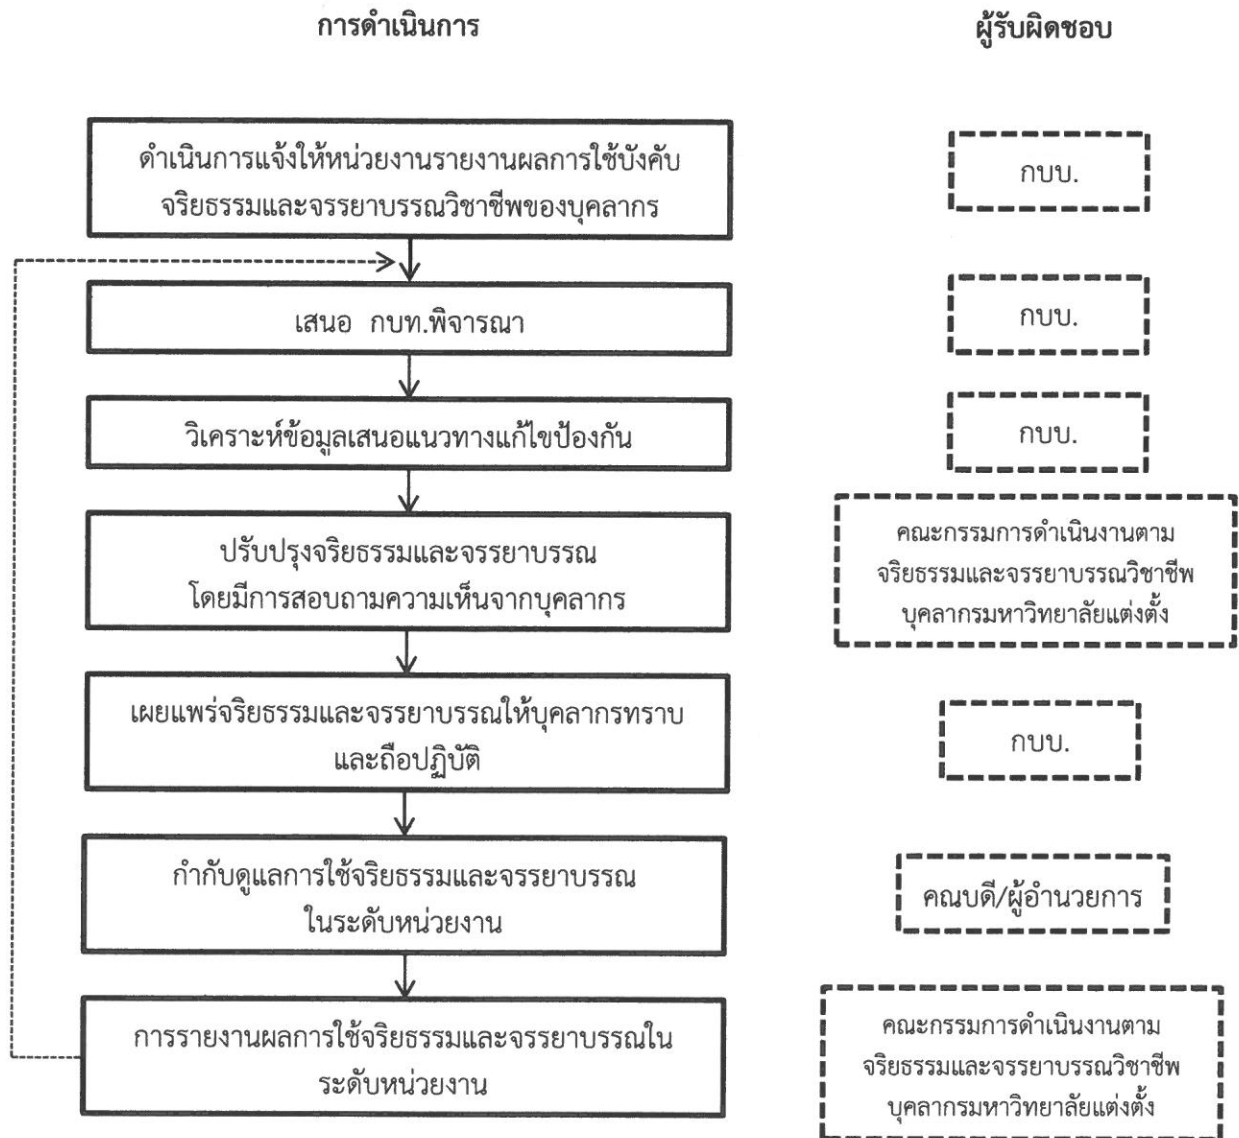 การดำเนินการ
ผู้รับผิดชอบ
ดำเนินการแจ้งให้หน่วยงานรายงานผลการใช้บังคับ
จริยธรรมและจรรยาบรรณวิชาชีพของบุคลากร
กบบ.
เสนอ กบท.พิจารณา
กบบ.
วิเคราะห์ข้อมูลเสนอแนวทางแก้ไขป้องกัน
กบบ.
ปรับปรุงจริยธรรมและจรรยาบรรณ
โดยมีการสอบถามความเห็นจากบุคลากร
คณะกรรมการดำเนินงานตาม
จริยธรรมและจรรยาบรรณวิชาชีพ
บุคลากรมหาวิทยาลัยแต่งตั้ง
เผยแพร่จริยธรรมและจรรยาบรรณให้บุคลากรทราบ
และถือปฏิบัติ
กบบ.
กำกับดูแลการใช้จริยธรรมและจรรยาบรรณ
ในระดับหน่วยงาน
คณบดี/ผู้อำนวยการ
การรายงานผลการใช้จริยธรรมและจรรยาบรรณใน
ระดับหน่วยงาน
คณะกรรมการดำเนินงานตาม
จริยธรรมและจรรยาบรรณวิชาชีพ
บุคลากรมหาวิทยาลัยแต่งตั้ง